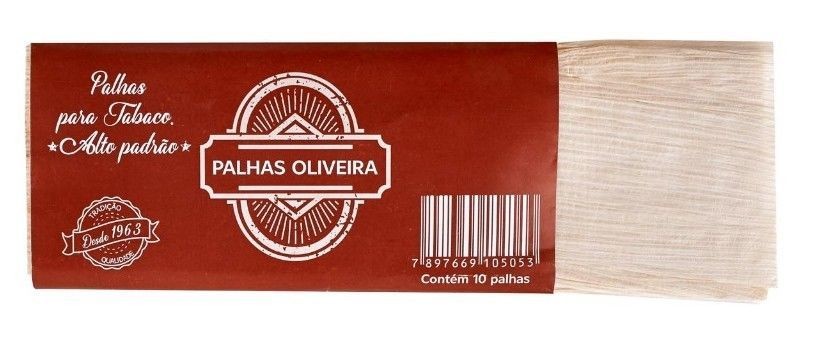 Palhas
para Tabaco.
Alto padrão
PALHAS OLIVEIRA
TRADIÇÃO
Desde 1963
QUALIDADE
7 897669 105053
Contém 10 palhas